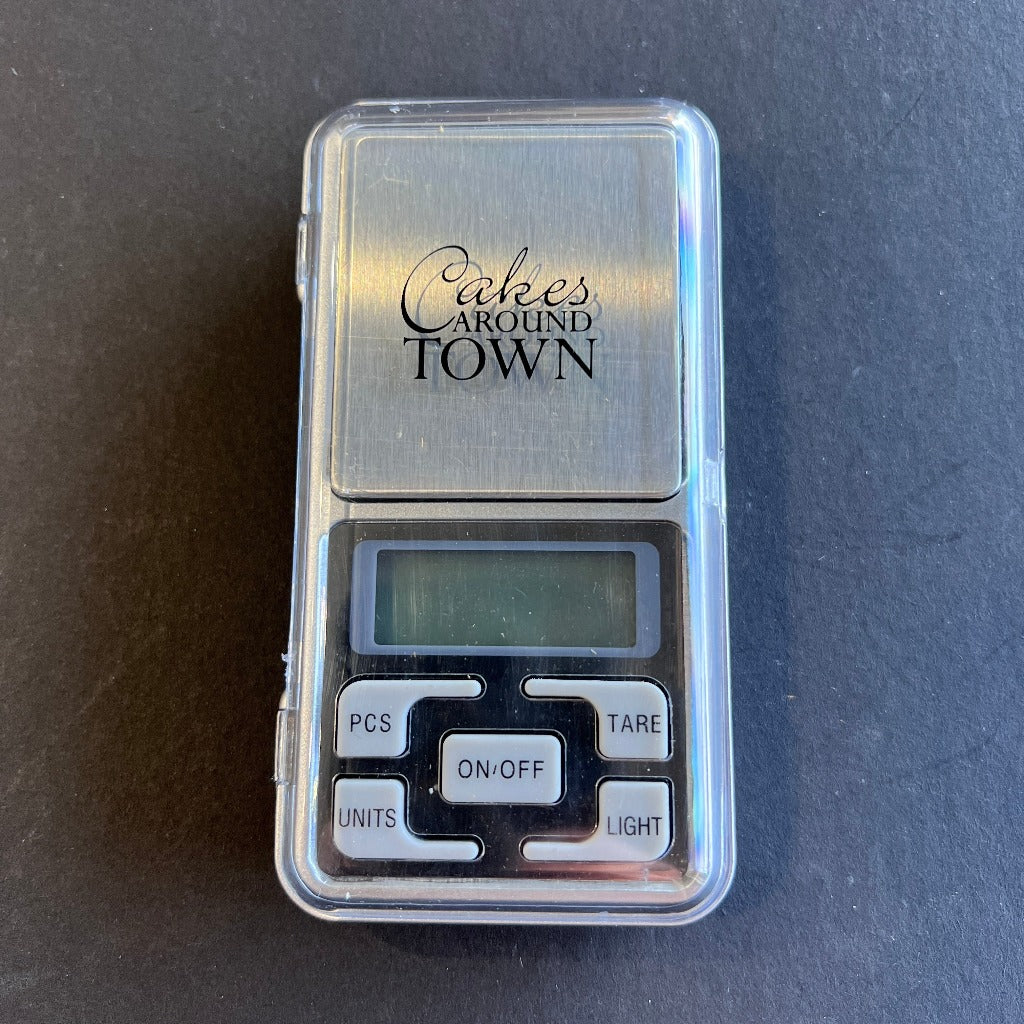 Cakes
AROUND
TOWN
PCS
TARE
ON/OFF
UNITS
LIGHT